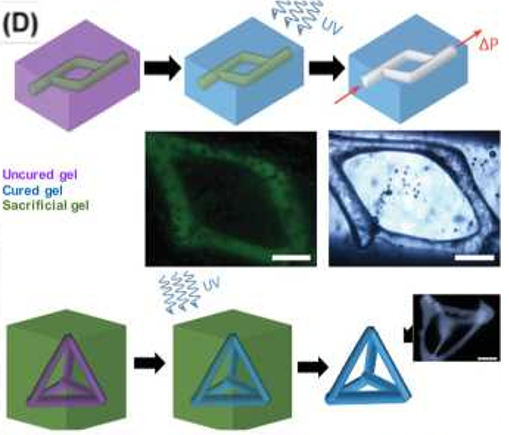 (D)
UV
ΔP
Uncured gel
Cured gel
Sacrificial gel
UV